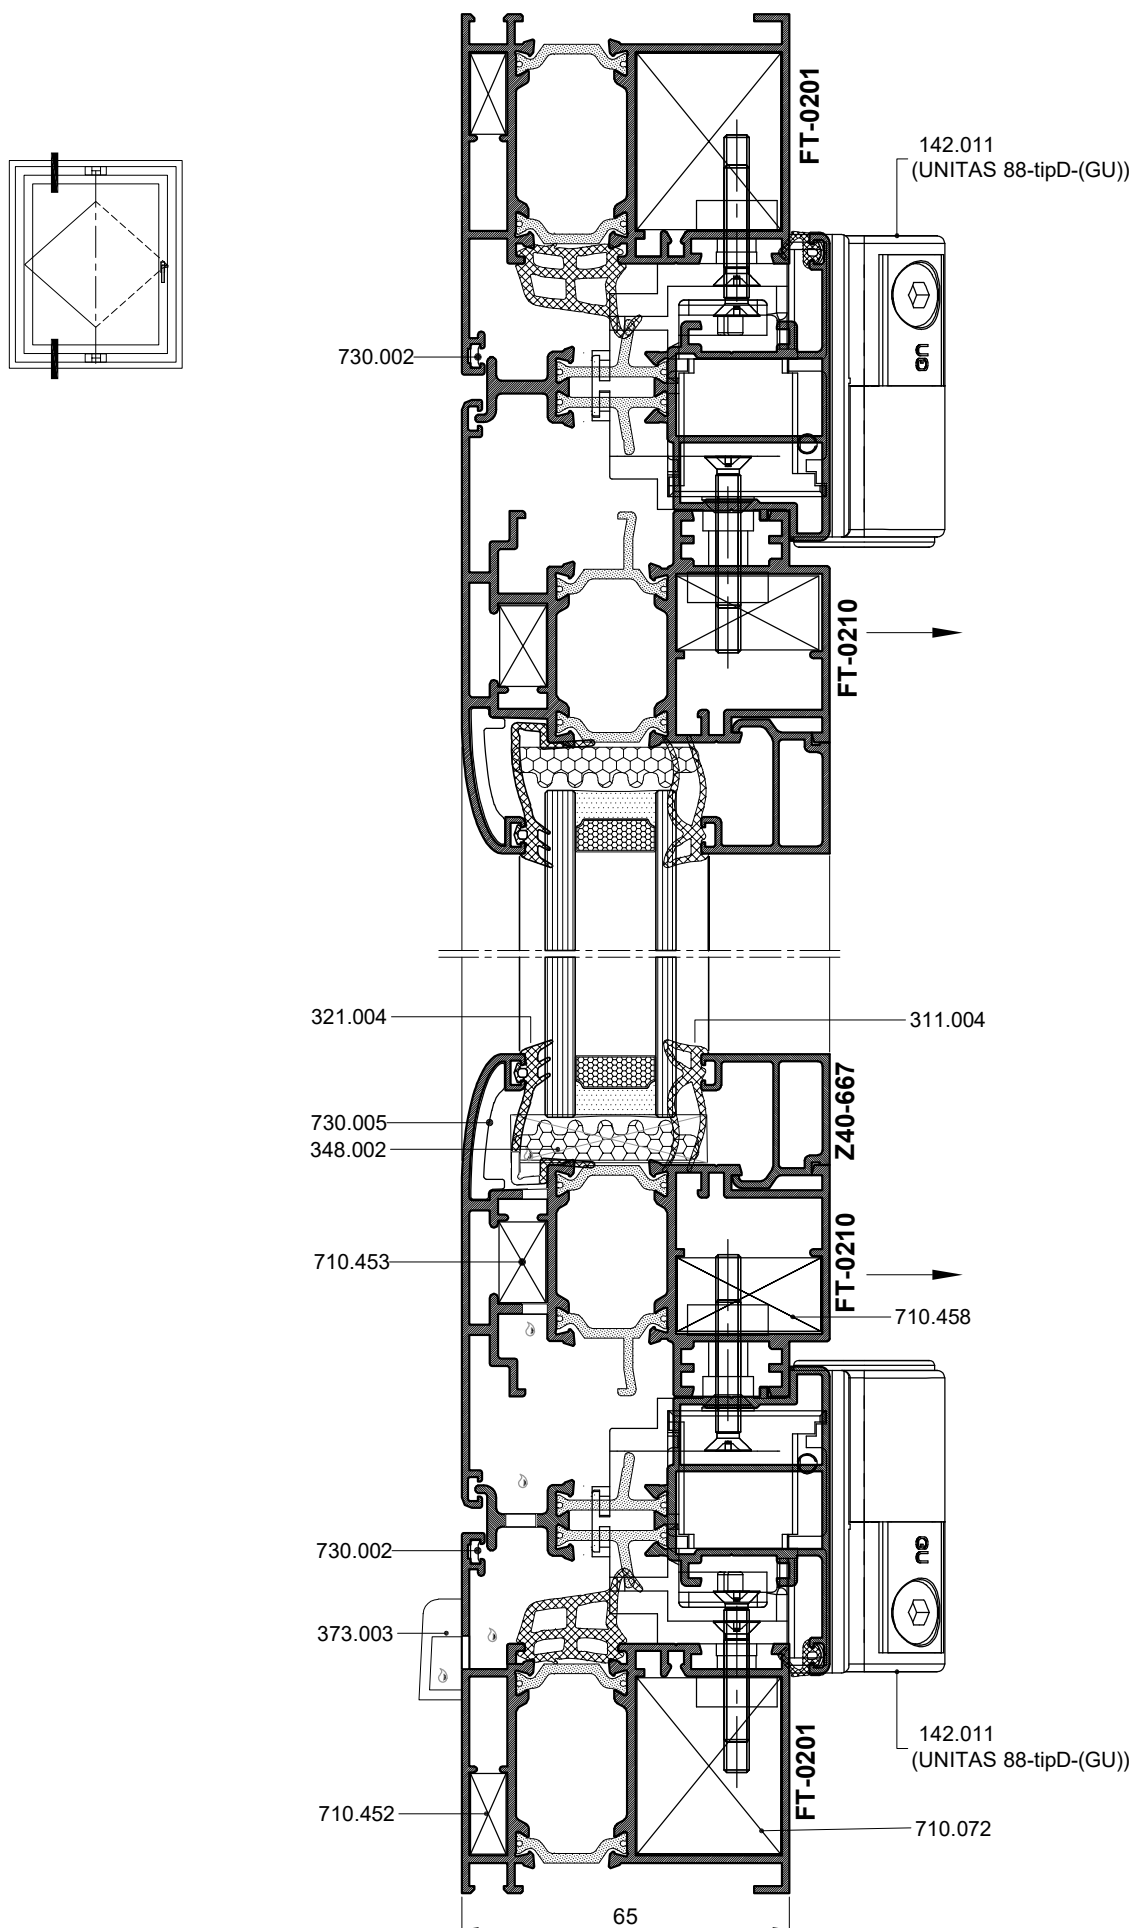 FT-0201
142.011
(UNITAS 88-tipD-(GU))
730.002
UG
FT-0210
321.004
311.004
730.005
348.002
Z40-667
710.453
FT-0210
710.458
730.002
GU
373.003
142.011
(UNITAS 88-tipD-(GU))
FT-0201
710.452
710.072
65